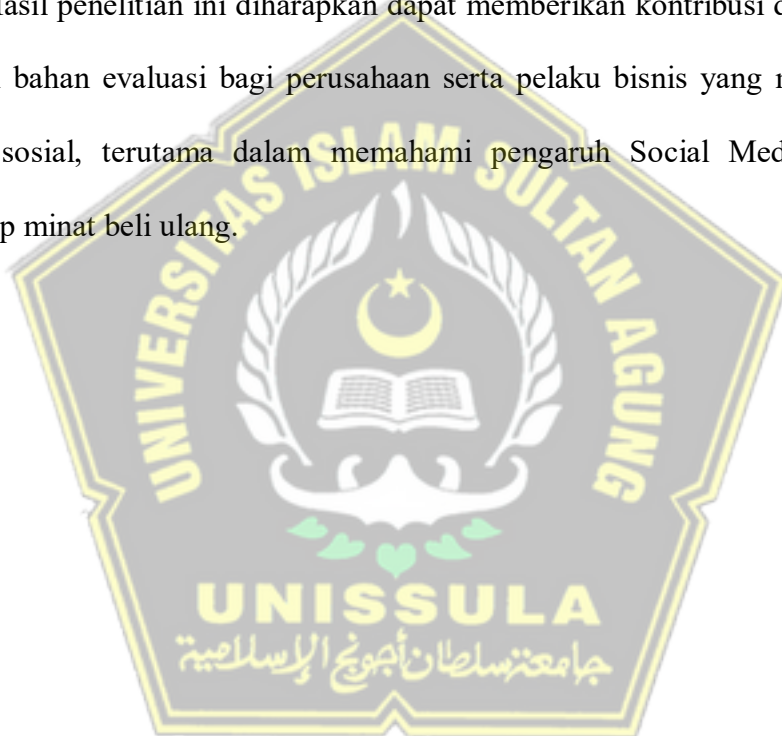 asil penelitian ini diharapkan dapat memberikan kontribusi d
bahan evaluasi bagi perusahaan serta pelaku bisnis yang
sosial, terutama dalam memahami pengaruh Social Med
p minat beli ulang.
UNIVERSITAS ISLAM SULTAN AGUNG
UNISSULA
جامعة سلطان أجونج الإسلامية